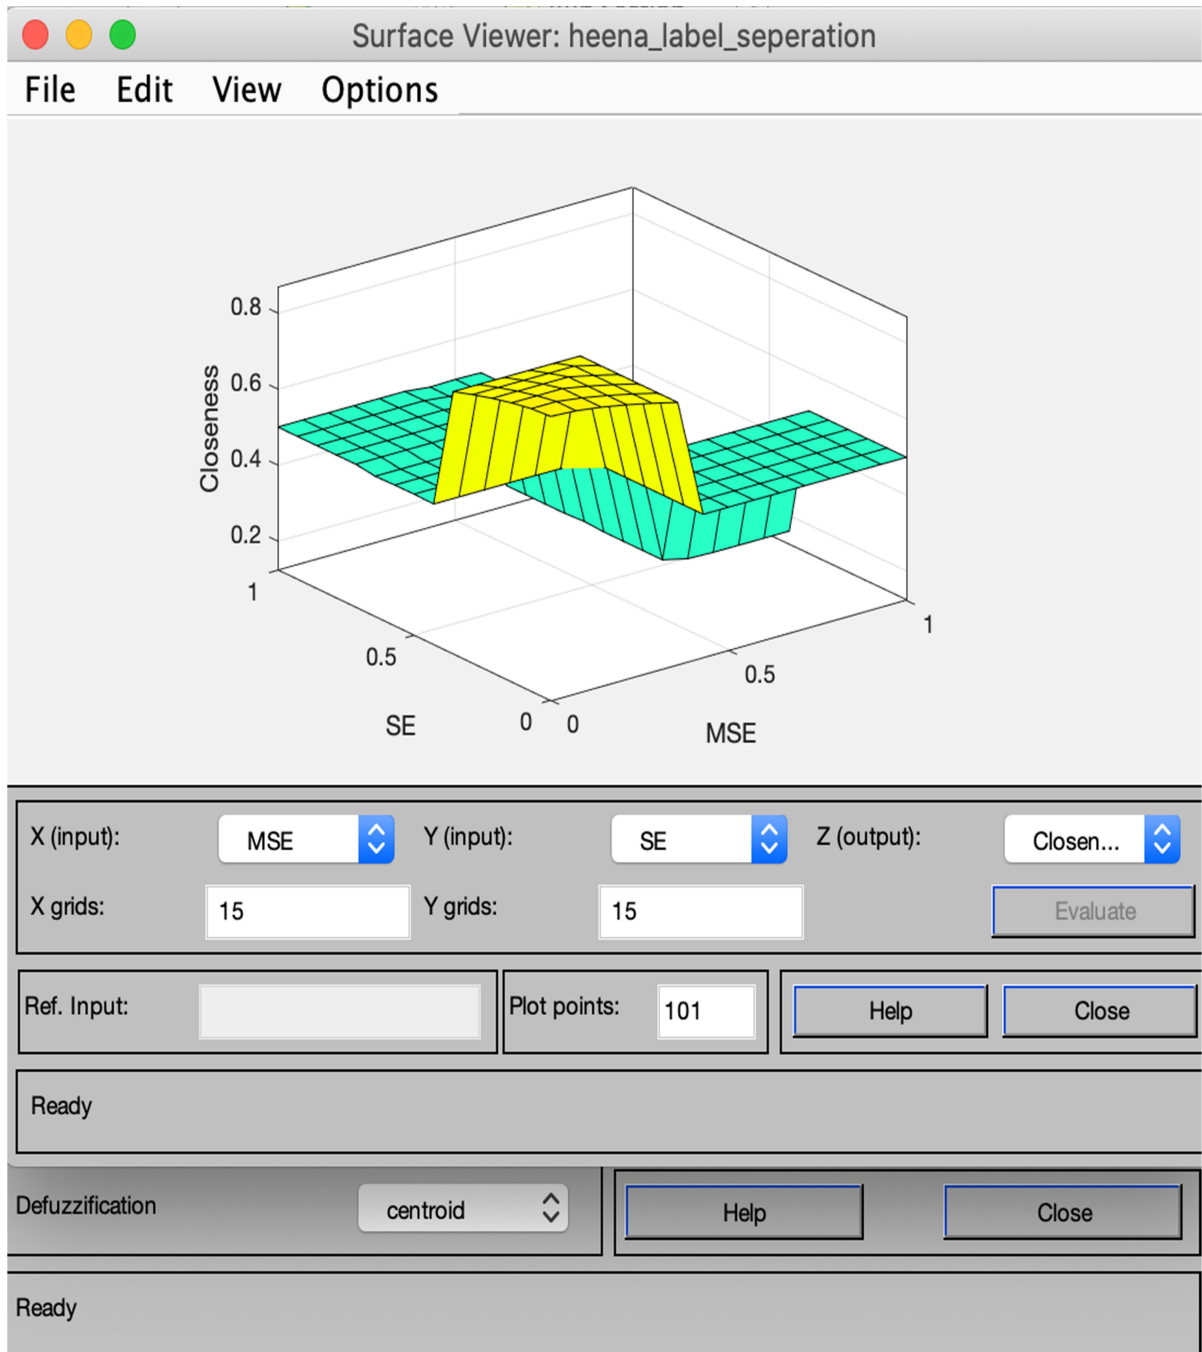 Surface Viewer: heena_label_seperation
File Edit View Options
0.8
0.6
0.4
0.2
Closeness
1
0.5
0
SE
0
0.5
1
MSE
X (input): MSE Y (input): SE Z (output): Closen...
X grids: 15 Y grids: 15 Evaluate
Ref. Input: Plot points: 101 Help Close
Ready
Defuzzification centroid Help Close
Ready